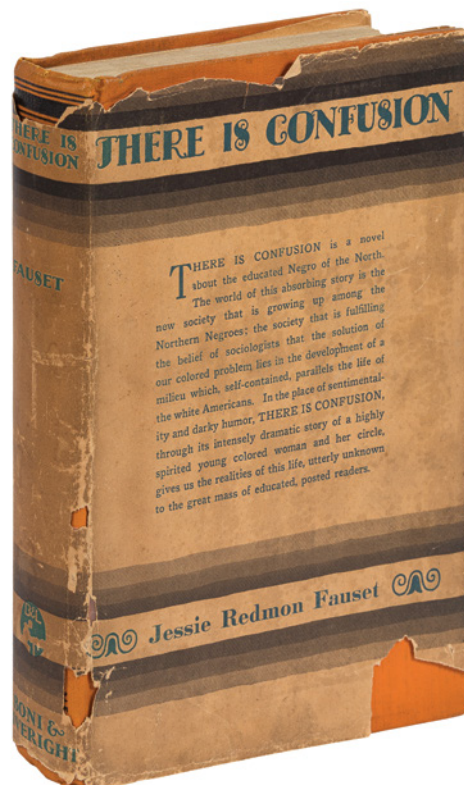 THERE IS
CONFUSION
FAUSET
BONI &
LIVERIGHT
THERE IS CONFUSION
THERE IS CONFUSION is a novel
about the educated Negro of the North.
The world of this absorbing story is the
now society that is growing up among the
Northern Negroes: the society that is fulfilling
the belief of sociologists that the solution of
our colored problem lies in the development of a
milieu which, self-contained, parallels the life of
the white Americans. In the place of sentimental-
ity and darky humor, THERE IS CONFUSION,
through its intensely dramatic story of a highly
spirited young colored woman and her circle,
gives us the realities of this life, utterly unknown
to the great mass of educated, posted readers.
Jessie Redmon Fauset